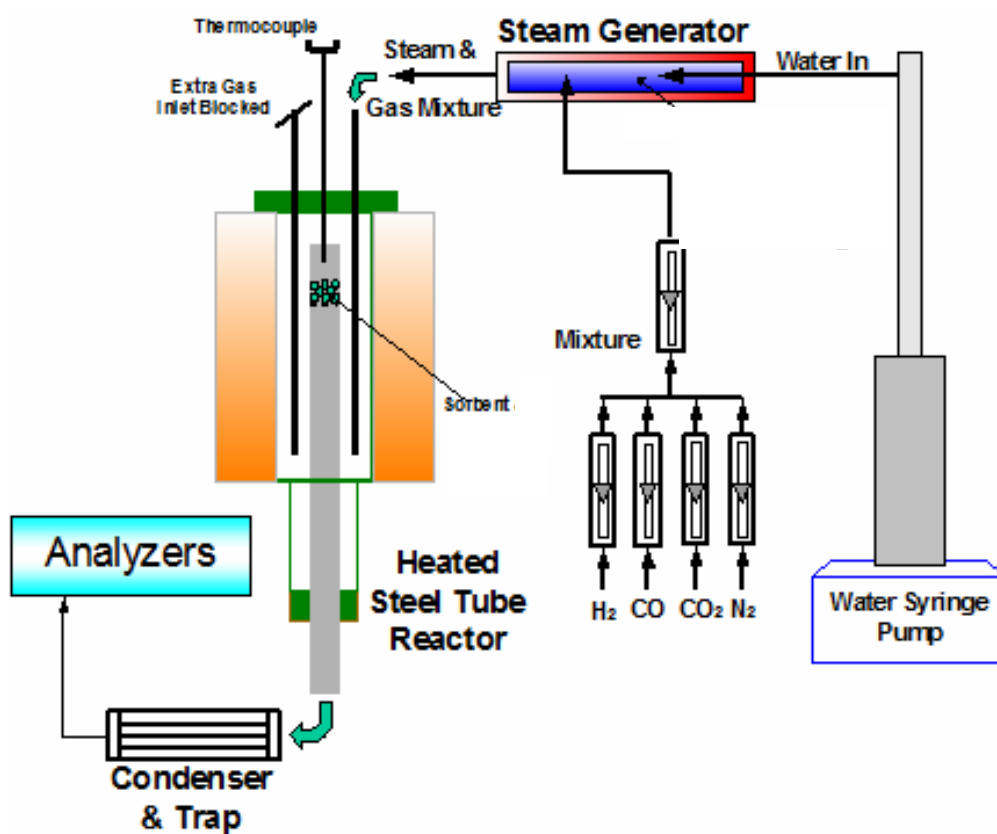 Thermocouple
Steam Generator
Steam &
Gas Mixture
Water In
Extra Gas
Inlet Blocked
Mixture
Sorbent
H2 CO CO2 N2
Analyzers
Heated
Steel Tube
Reactor
Water Syringe
Pump
Condenser
& Trap